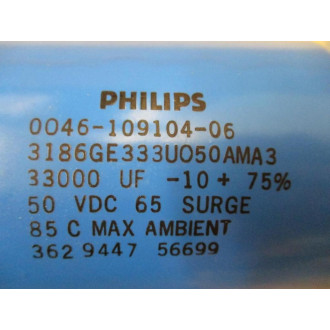 PHILIPS
0046-109104-06
3186GE333U050AMA3
33000 UF -10 + 75%
50 VDC 65 SURGE
85 C MAX AMBIENT
362 9447 56699